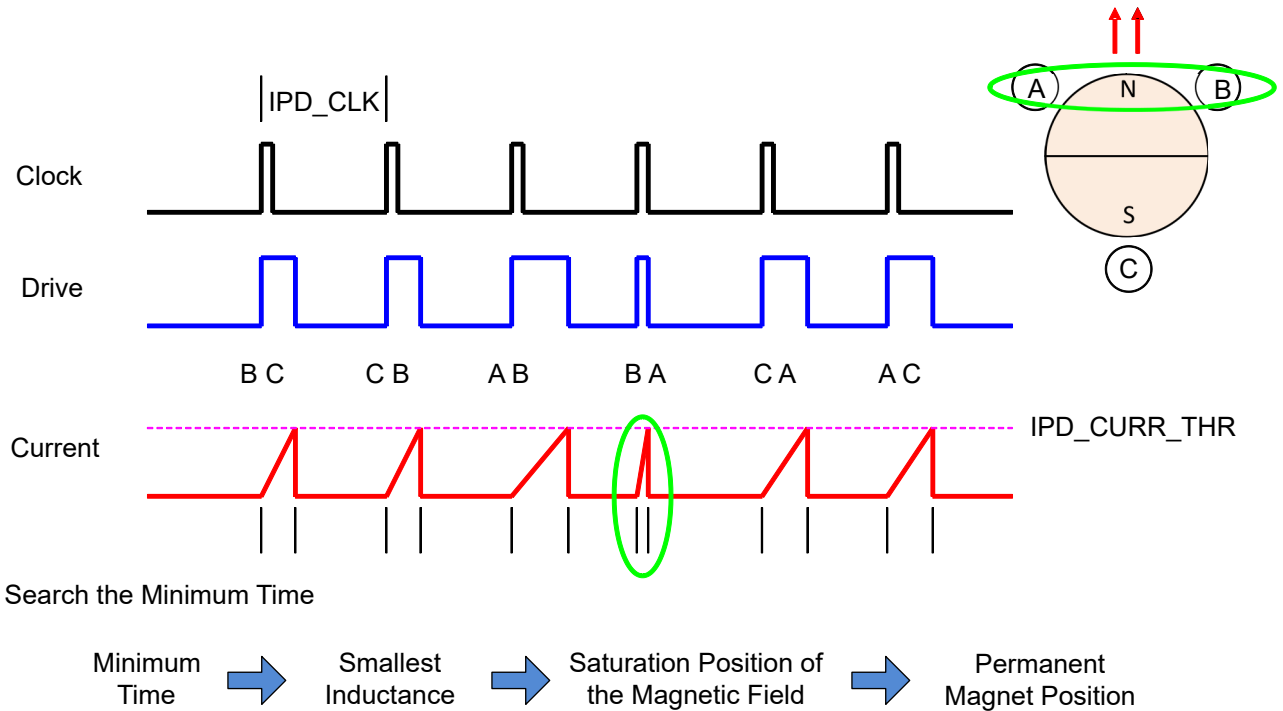 IPD_CLK
A
N
B
S
C
Clock
Drive
B C
C B
A B
B A
C A
A C
Current
IPD_CURR_THR
Search the Minimum Time
Minimum
Time
Smallest
Inductance
Saturation Position of
the Magnetic Field
Permanent
Magnet Position